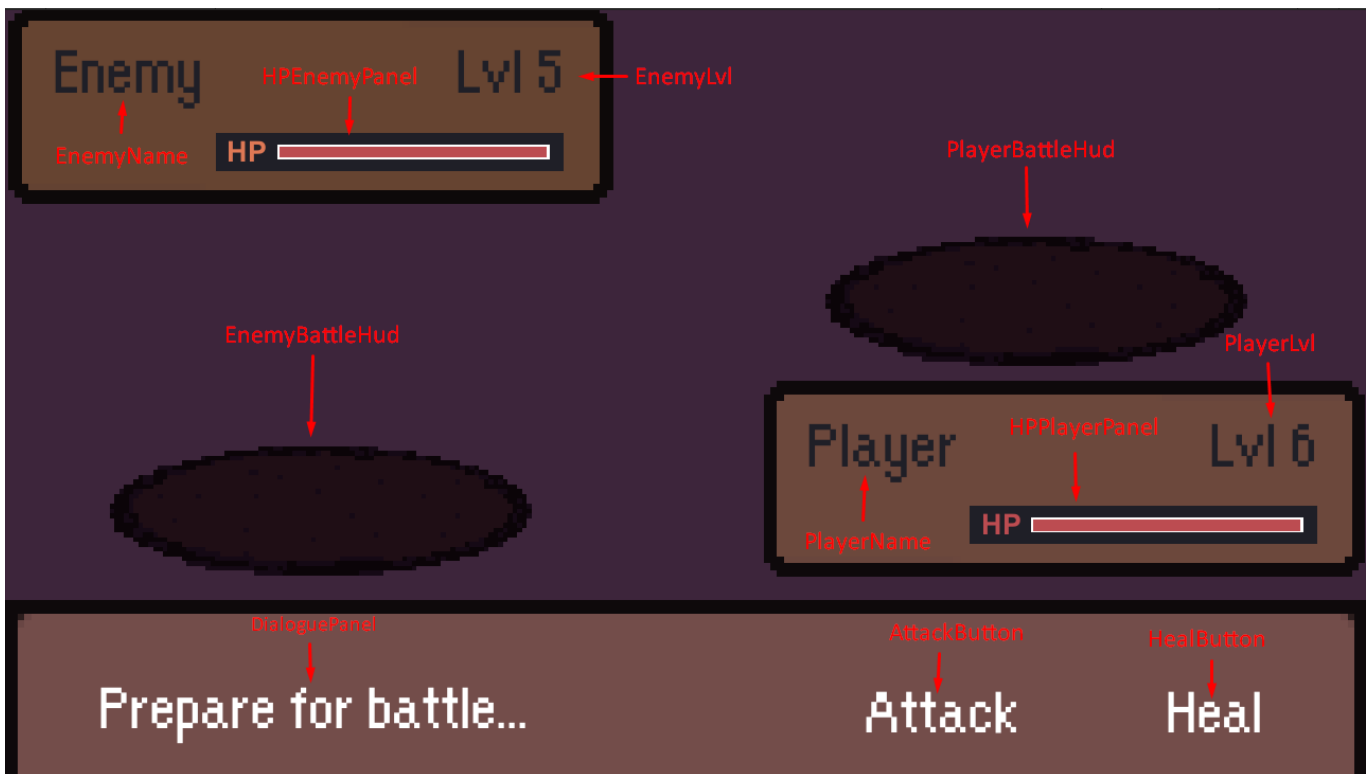 Enemy
HPEnemyPanel
Lvl 5
EnemyLvl
EnemyName
HP
PlayerBattleHud
EnemyBattleHud
PlayerLvl
Player
HPPlayerPanel
Lvl 6
HP
PlayerName
DialoguePanel
AttackButton
HealButton
Prepare for battle...
Attack
Heal